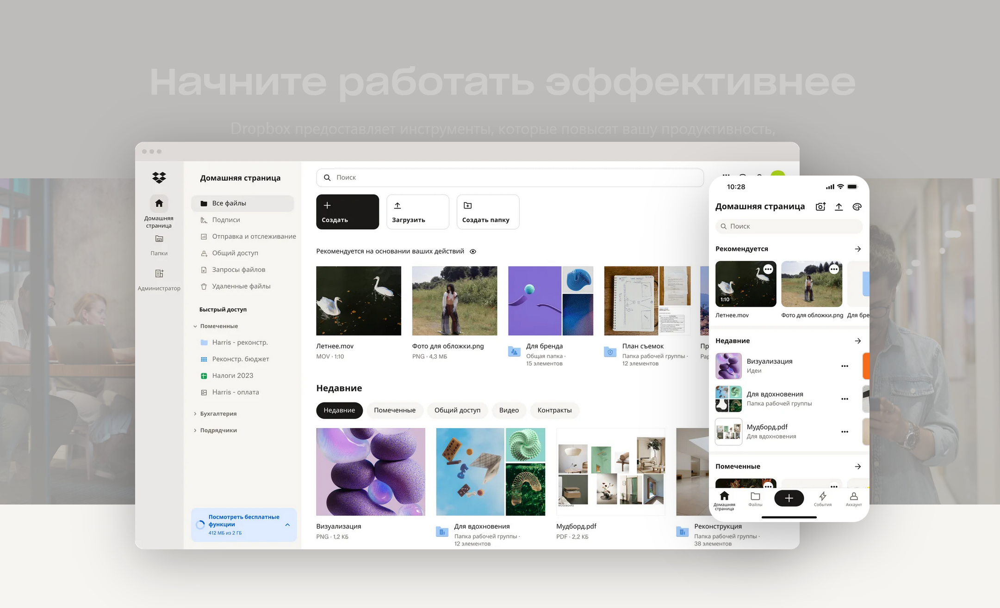 Начните работать эффективнее
Dropbox предоставляет инструменты, которые повысят вашу продуктивность,
Домашняя страница
Папки
Администратор
Домашняя страница
Все файлы
Подписи
Отправка и отслеживание
Общий доступ
Запросы файлов
Удаленные файлы
Быстрый доступ
Помеченные
Harris - реконстр.
Реконстр. бюджет
Налоги 2023
Harris - оплата
Бухгалтерия
Подрядчики
Посмотреть бесплатные
функции
412 МБ из 2 ГБ
Поиск
Создать
Загрузить
Создать папку
Рекомендуется на основании ваших действий
Летнее.mov
MOV · 1:10
Фото для обложки.png
PNG · 4,3 МБ
Для бренда
Общая папка ·
15 элементов
План съемок
Папка рабочей группы ·
12 элементов
Недавние
Недавние
Помеченные
Общий доступ
Видео
Контракты
MOODBOARD
Визуализация
PNG · 1,2 КБ
Для вдохновения
Папка рабочей группы ·
12 элементов
Мудборд.pdf
PDF · 2,2 КБ
Реконструкция
Папка рабочей группы ·
38 элементов
10:28
Домашняя страница
Поиск
Рекомендуется
1:10
Летнее.mov
Фото для обложки.png
Для бре
Недавние
Визуализация
Идеи
Для вдохновения
Папка рабочей группы
Мудборд.pdf
Для вдохновения
Помеченные
Домашняя
страница
Файлы
События
Аккаунт